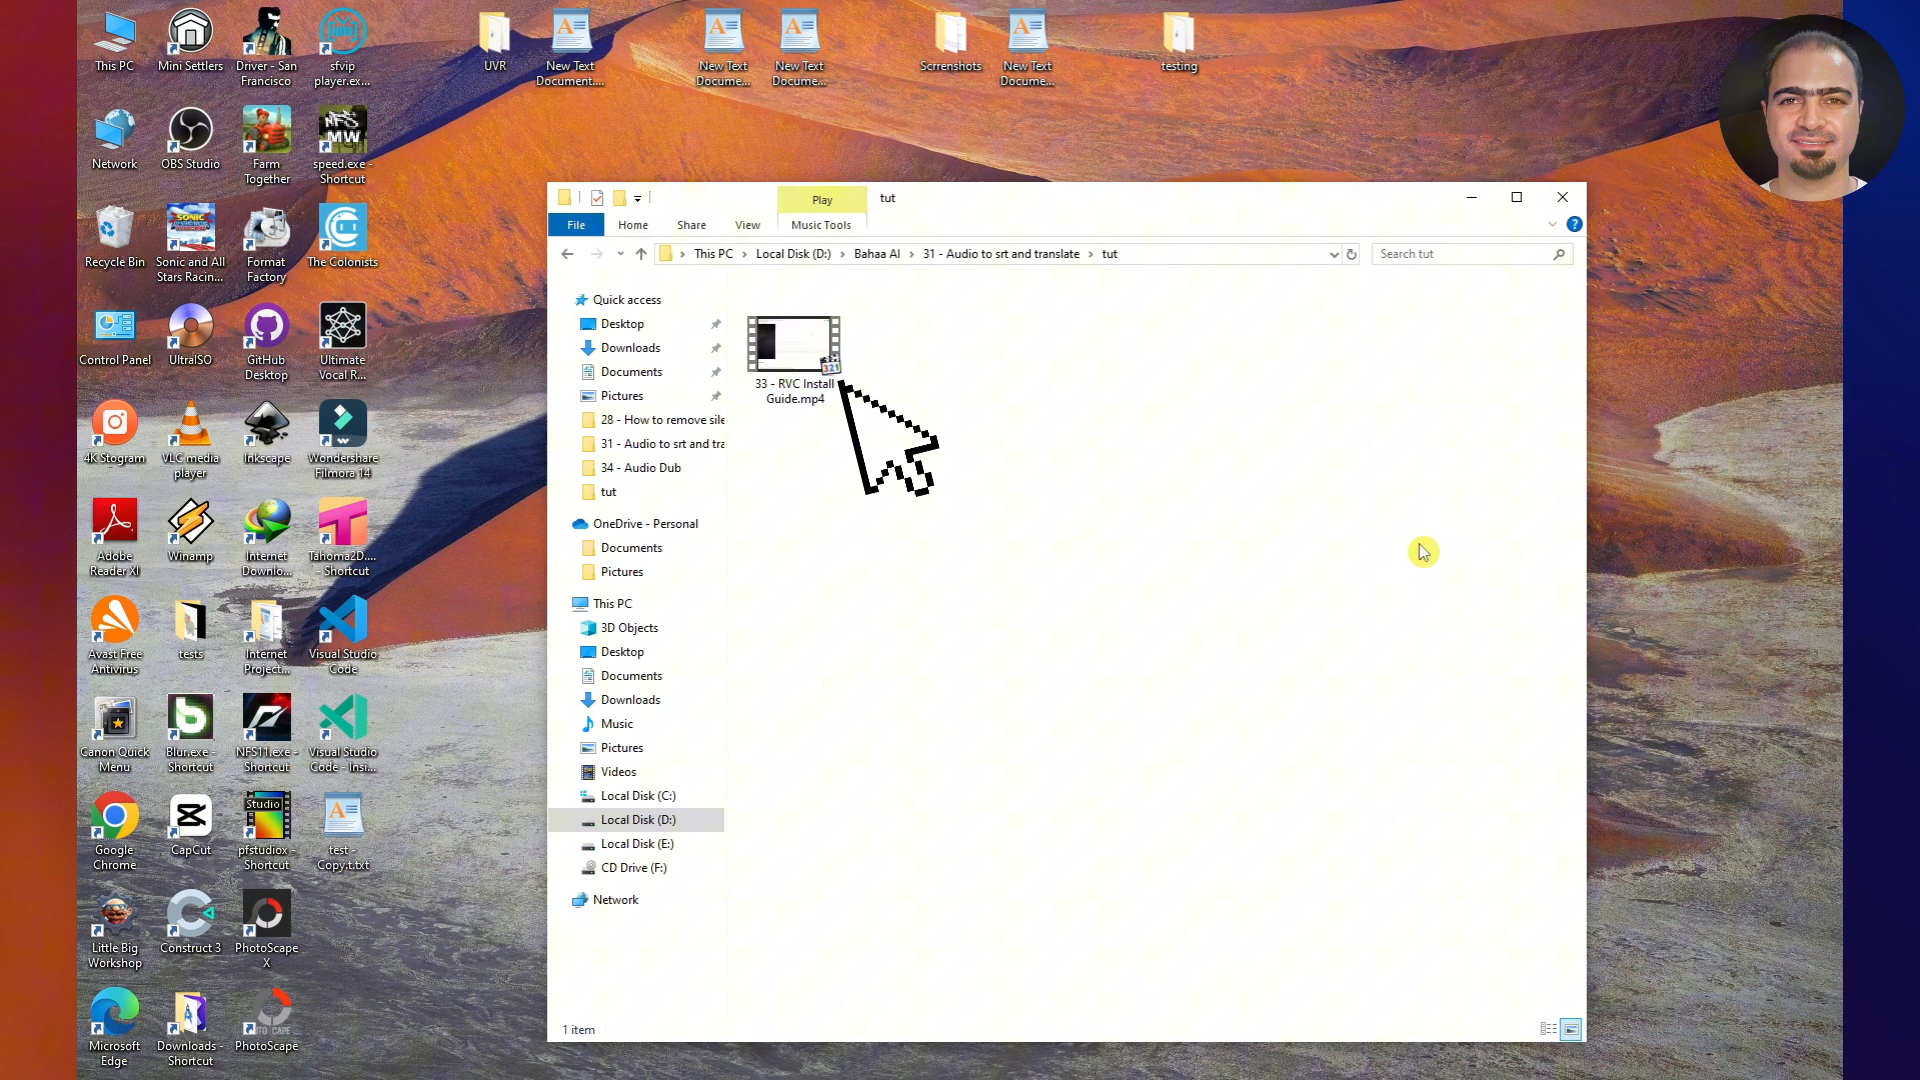 This PC
Mini Settlers
Driver - San
Francisco
sfvip
player.ex...
UVR
New Text
Document....
New Text
Docume...
New Text
Docume...
Scrrenshots
New Text
Docume...
testing
Network
OBS Studio
Farm
Together
NFS
MW
speed.exe -
Shortcut
Recycle Bin
SONIC
Sonic and All
Stars Racin...
Format
Factory
The Colonists
Control Panel
UltraISO
GitHub
Desktop
Ultimate
Vocal R...
4K Stogram
VLC media
player
Inkscape
Wondershare
Filmora 14
Adobe
Reader XI
Winamp
Internet
Downlo...
Tahoma2D....
- Shortcut
Avast Free
Antivirus
tests
Internet
Project...
Visual Studio
Code
Canon Quick
Menu
Blur.exe -
Shortcut
NFS11.exe -
Shortcut
Visual Studio
Code - Insi...
Google
Chrome
CapCut
Studio
pfstudiox -
Shortcut
test -
Copy.t.txt
Little Big
Workshop
Construct 3
PhotoScape
X
Microsoft
Edge
Downloads -
Shortcut
PhotoScape
Play
tut
File
Home
Share
View
Music Tools
This PC
Local Disk (D:)
Bahaa AI
31 - Audio to srt and translate
tut
Search tut
Quick access
Desktop
Downloads
Documents
Pictures
28 - How to remove sile
31 - Audio to srt and tra
34 - Audio Dub
tut
OneDrive - Personal
Documents
Pictures
This PC
3D Objects
Desktop
Documents
Downloads
Music
Pictures
Videos
Local Disk (C:)
Local Disk (D:)
Local Disk (E:)
CD Drive (F:)
Network
321
33 - RVC Install
Guide.mp4
1 item